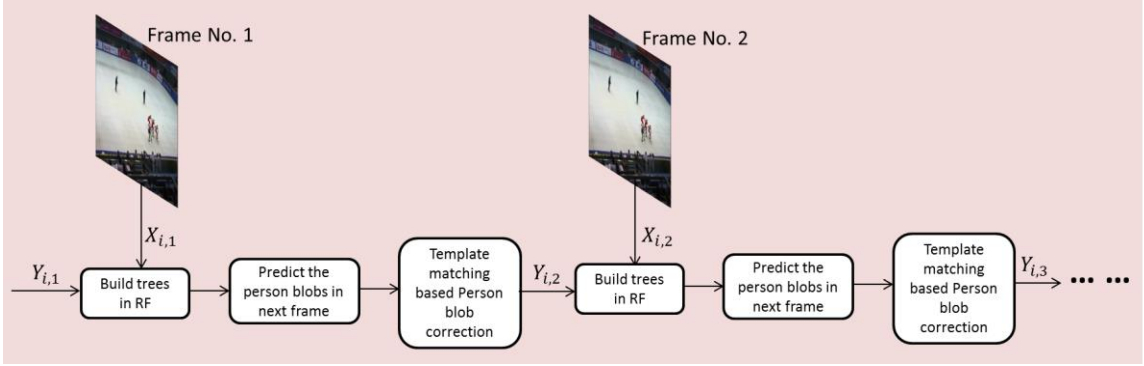 Frame No. 1
Frame No. 2
X_{i,1}
X_{i,2}
Y_{i,1}
Build trees
in RF
Predict the
person blobs in
next frame
Template
matching
based Person
blob
correction
Y_{i,2}
Build trees
in RF
Predict the
person blobs in
next frame
Template
matching
based Person
blob
correction
Y_{i,3}
... ...